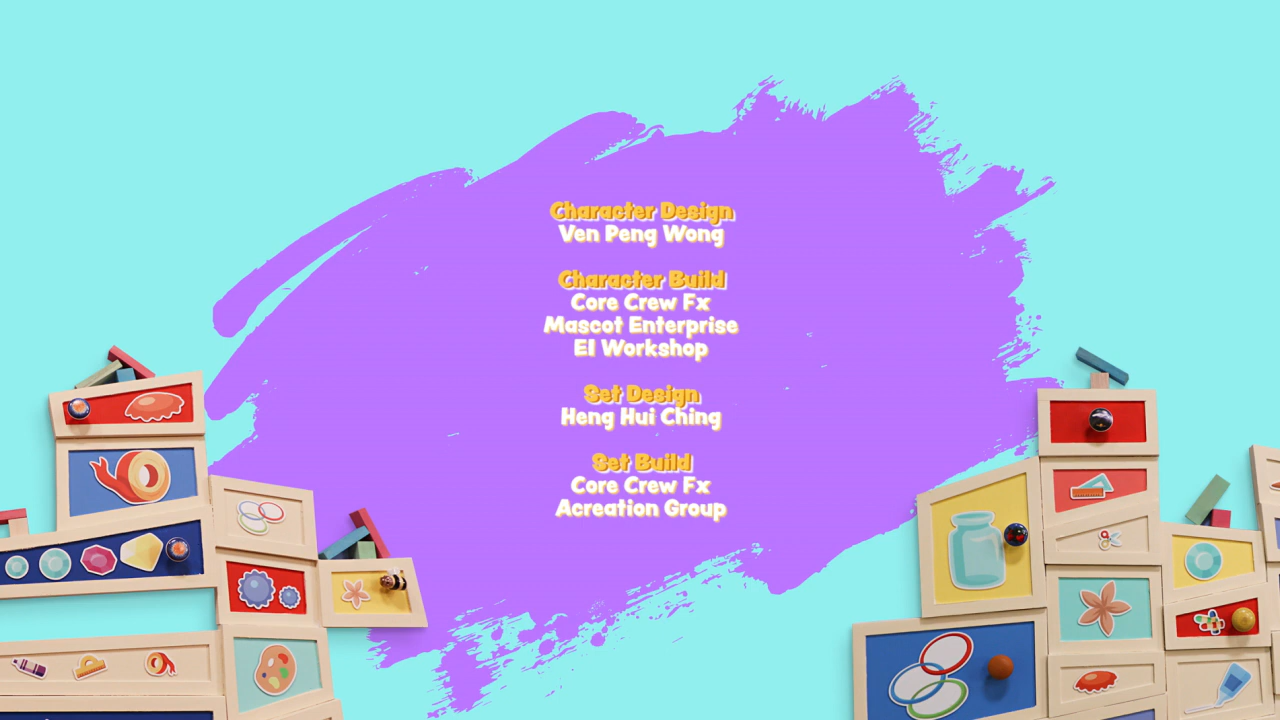 Character Design
Ven Peng Wong
Character Build
Core Crew Fx
Mascot Enterprise
EI Workshop
Set Design
Heng Hui Ching
Set Build
Core Crew Fx
Acreation Group